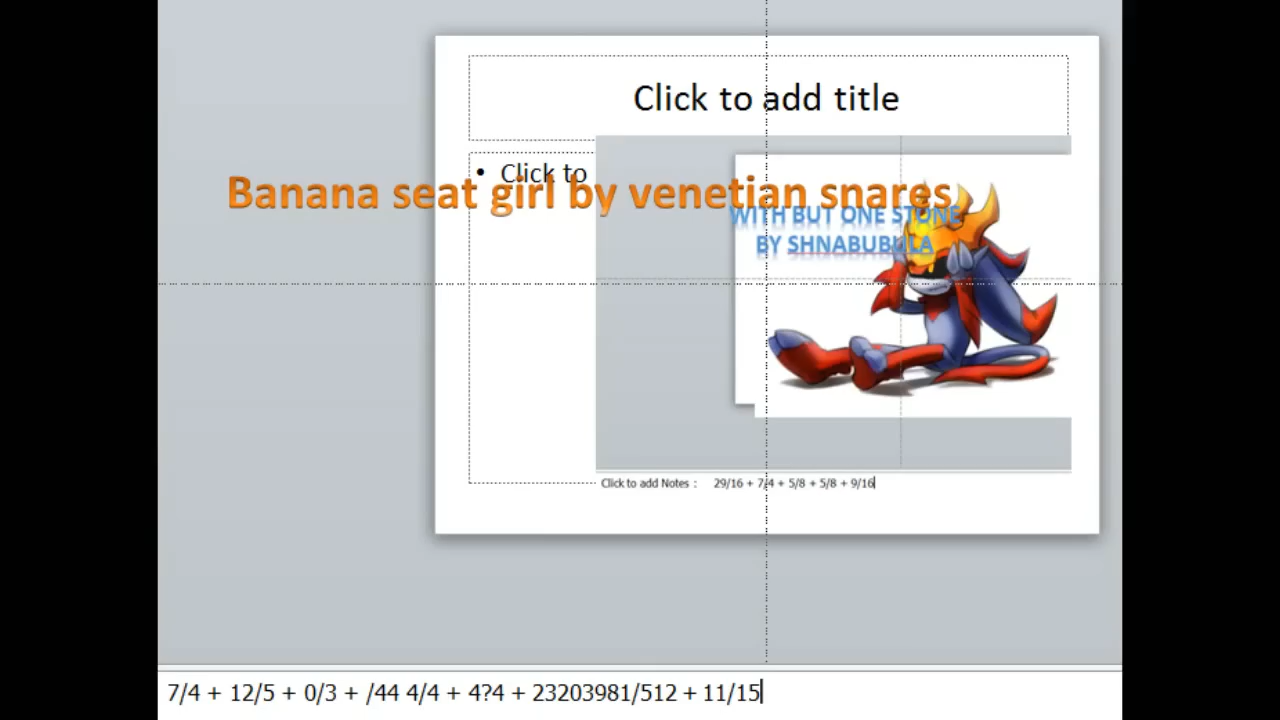 Click to add title
• Click to
Banana seat girl by venetian snares
WITH BUT ONE STONE
BY SHNABUBULA
Click to add Notes : 29/16 + 7/4 + 5/8 + 5/8 + 9/16
7/4 + 12/5 + 0/3 + /44 4/4 + 4?4 + 23203981/512 + 11/15